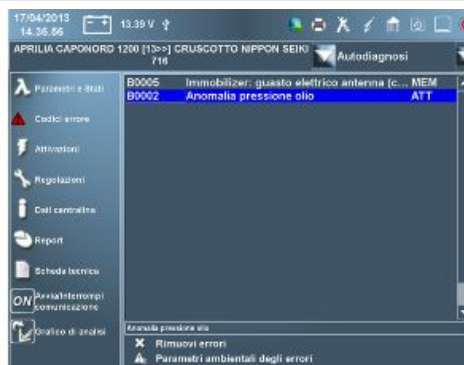 17/04/2013
14.36.56
13.39 V
APRILIA CAPONORD 1200 [13>>] CRUSCOTTO NIPPON SEIKI
716
Autodiagnosi
Parametri e Stati
Codici errore
Attivazioni
Regolazioni
Dati centralina
Report
Scheda tecnica
ON
Avvia/Interrompi
comunicazione
Grafico di analisi
B0005 Immobilizer: guasto elettrico antenna (c... MEM
B0002 Anomalia pressione olio ATT
Anomalia pressione olio
Rimuovi errori
Parametri ambientali degli errori